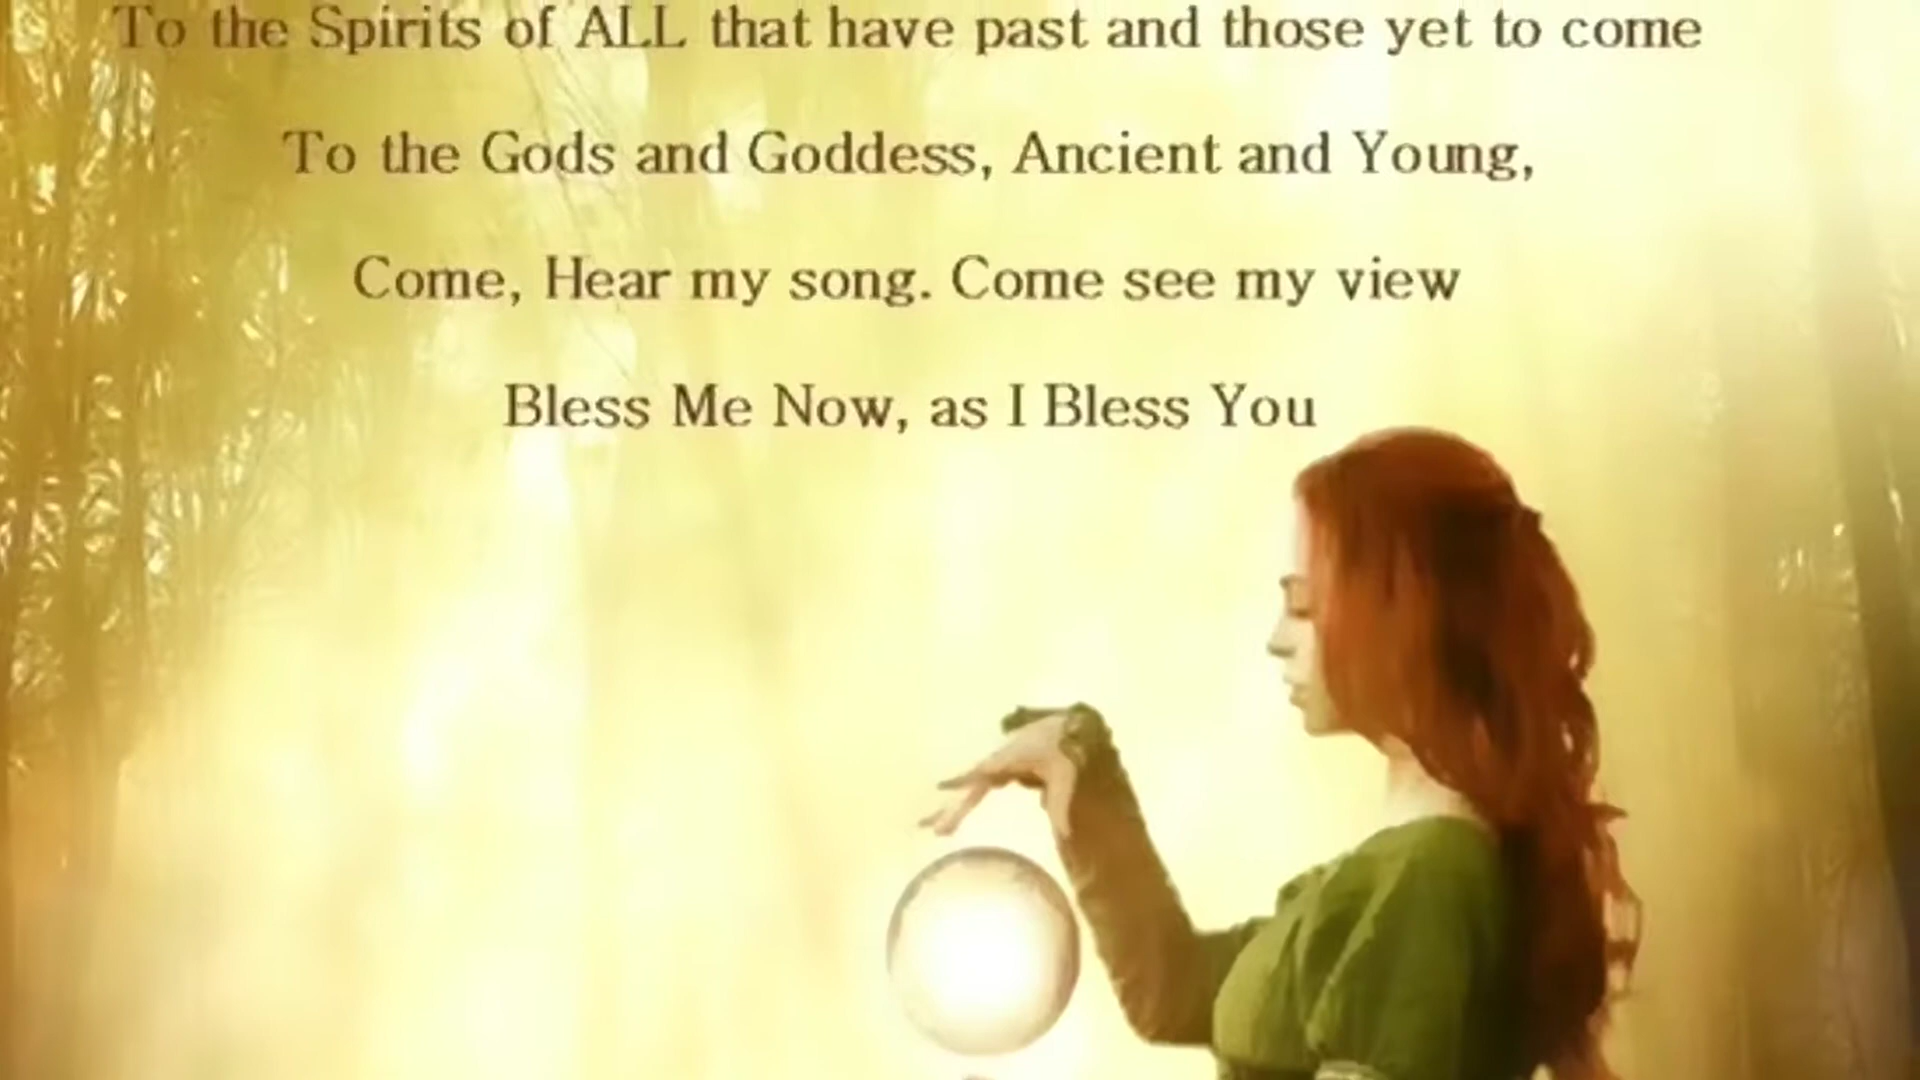 To the Spirits of ALL that have past and those yet to come
To the Gods and Goddess, Ancient and Young,
Come, Hear my song. Come see my view
Bless Me Now, as I Bless You